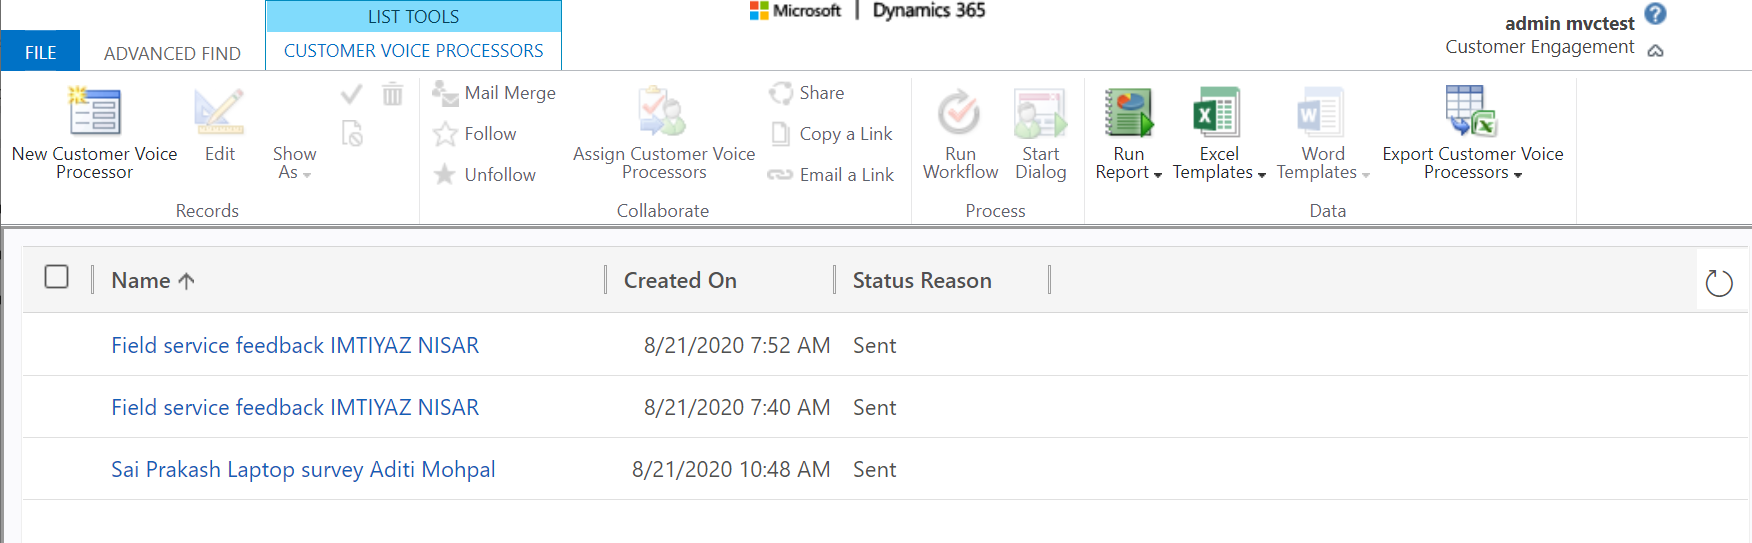 LIST TOOLS
Microsoft | Dynamics 365
admin mvctest
Customer Engagement
FILE
ADVANCED FIND
CUSTOMER VOICE PROCESSORS
New Customer Voice
Processor
Edit
Show
As
Records
Mail Merge
Follow
Unfollow
Assign Customer Voice
Processors
Share
Copy a Link
Email a Link
Collaborate
Run
Workflow
Start
Dialog
Process
Run
Report
Excel
Templates
Word
Templates
Export Customer Voice
Processors
Data
Name Created On Status Reason
Field service feedback IMTIYAZ NISAR 8/21/2020 7:52 AM Sent
Field service feedback IMTIYAZ NISAR 8/21/2020 7:40 AM Sent
Sai Prakash Laptop survey Aditi Mohpal 8/21/2020 10:48 AM Sent